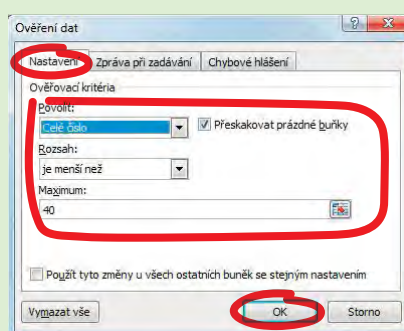 Ověření dat
Nastavení Zpráva při zadávání Chybové hlášení
Ověřovací kritéria
Povolit:
Celé číslo Přeskakovat prázdné buňky
Rozsah:
je menší než
Maximum:
40
Použít tyto změny u všech ostatních buněk se stejným nastavením
Vymazat vše OK Storno